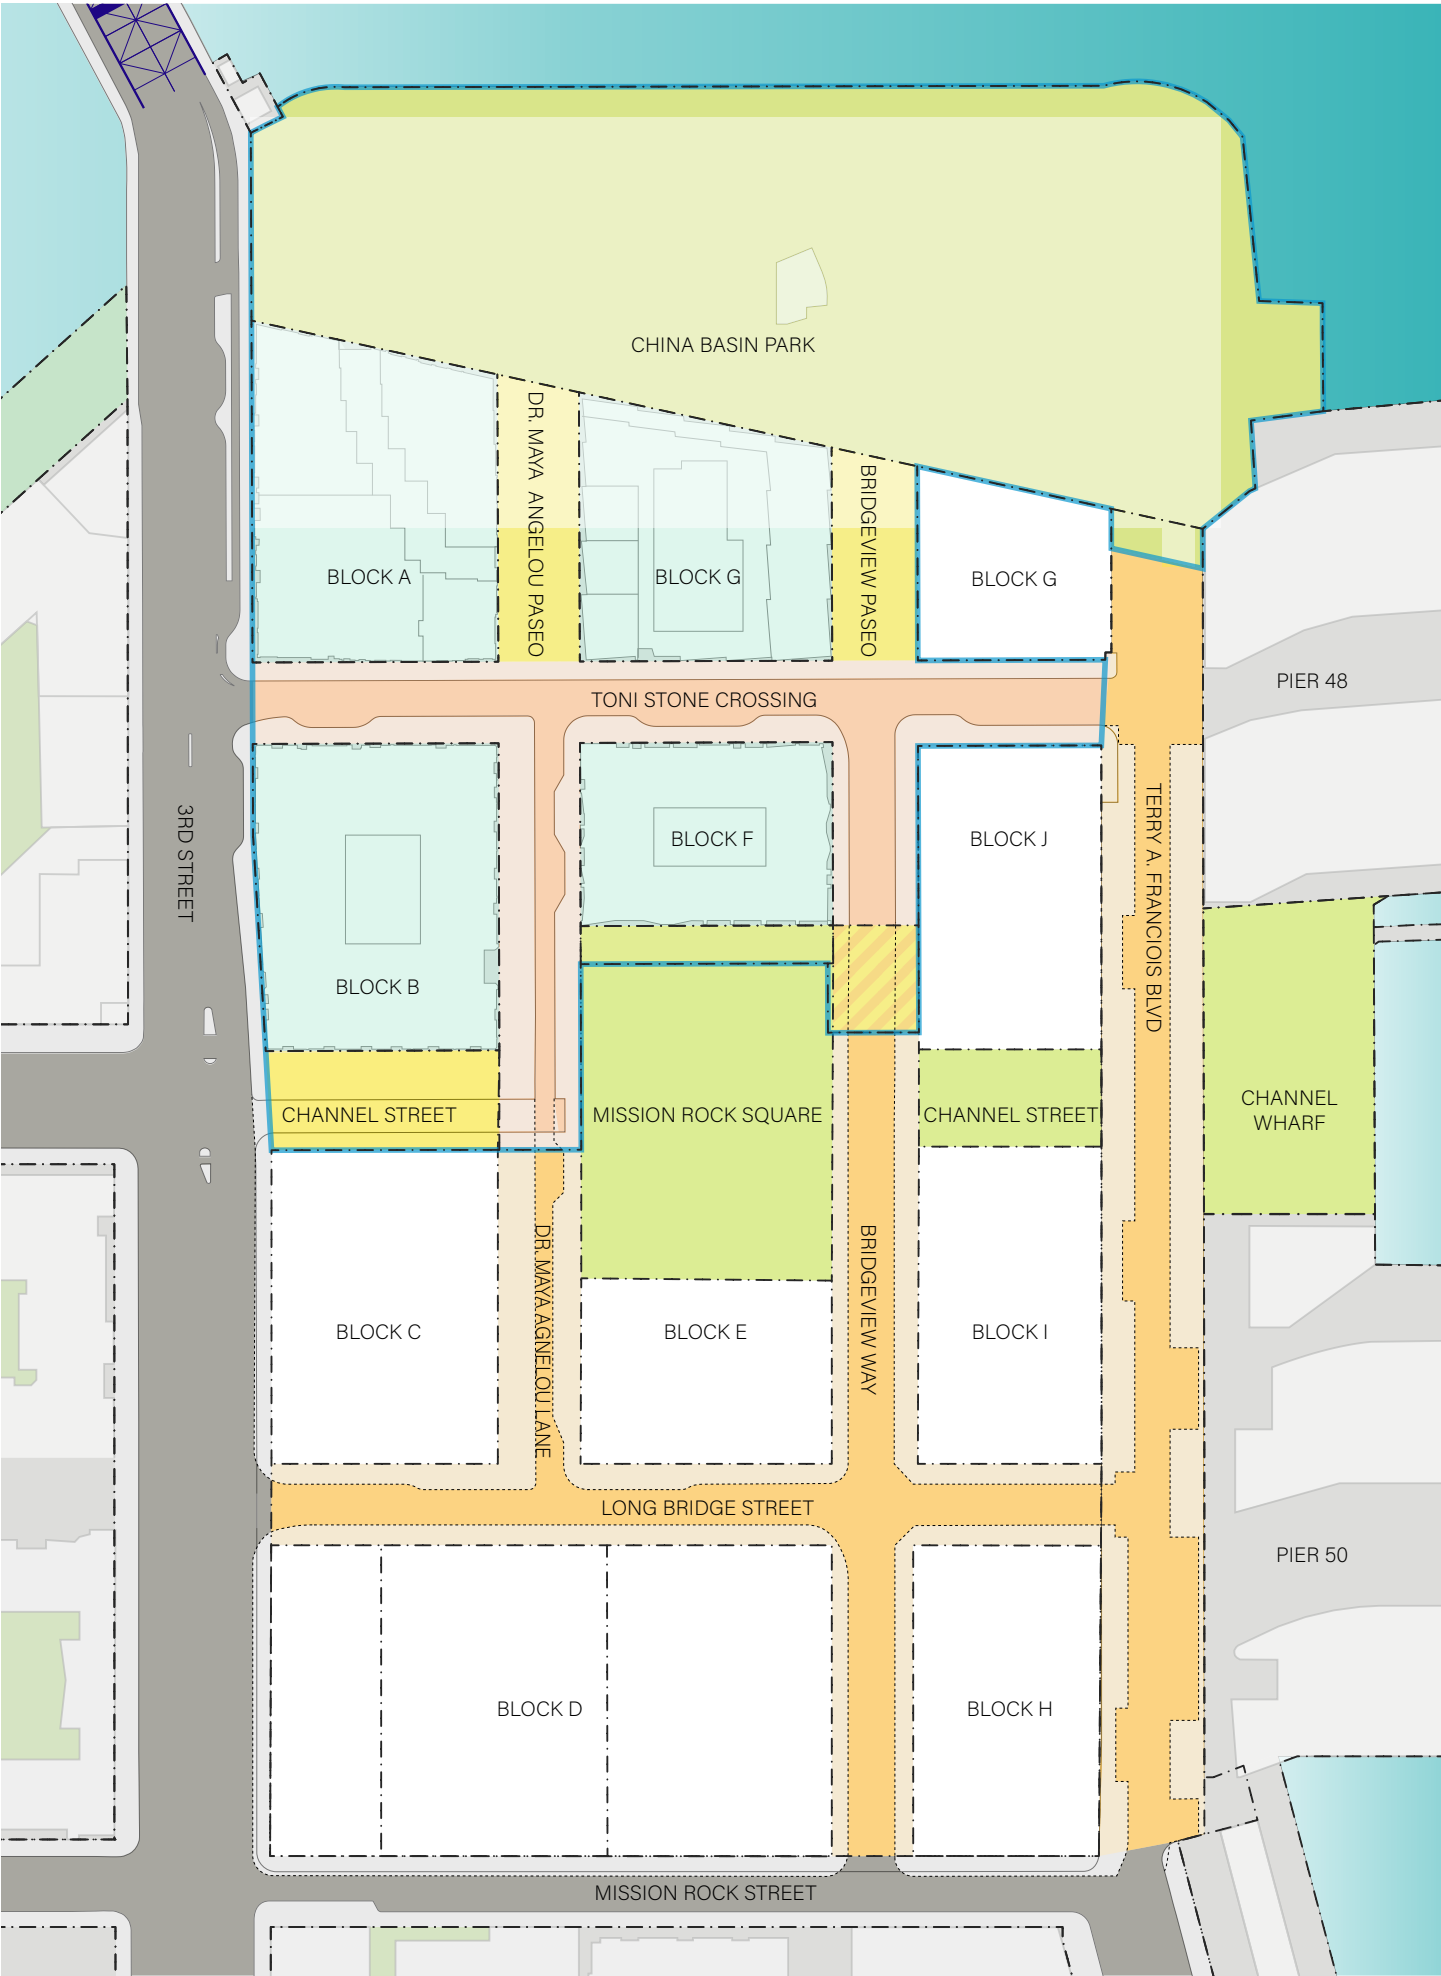 CHINA BASIN PARK
DR. MAYA ANGELOU PASEO
BRIDGEVIEW PASEO
BLOCK A
BLOCK G
BLOCK G
PIER 48
TONI STONE CROSSING
3RD STREET
TERRY A. FRANCIOIS BLVD
BLOCK F
BLOCK J
BLOCK B
CHANNEL
WHARF
CHANNEL STREET
MISSION ROCK SQUARE
CHANNEL STREET
DR. MAYA AGNELOU LANE
BRIDGEVIEW WAY
BLOCK C
BLOCK E
BLOCK I
LONG BRIDGE STREET
PIER 50
BLOCK D
BLOCK H
MISSION ROCK STREET